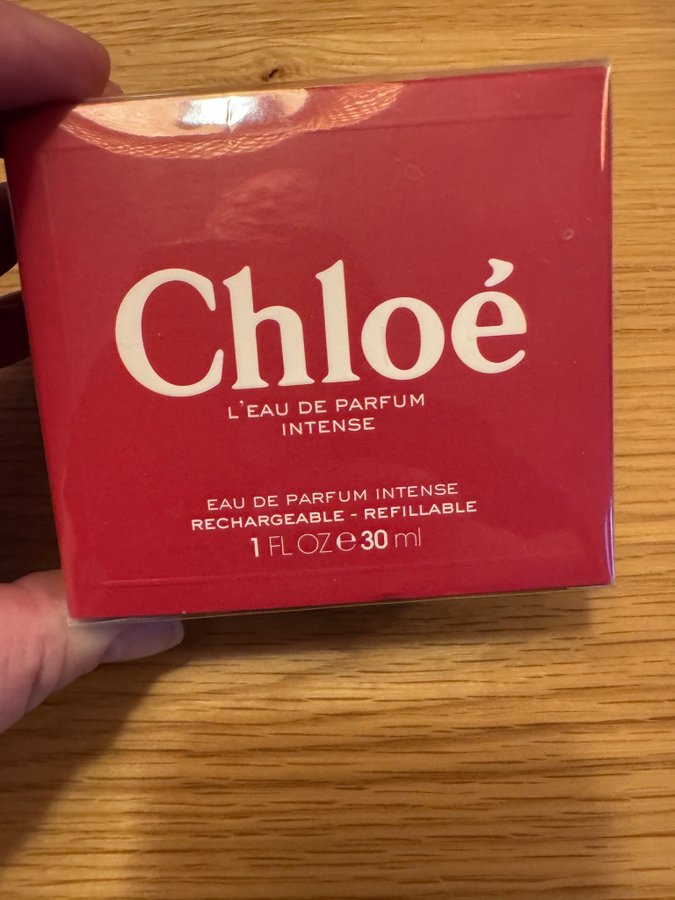 Chloé
L'EAU DE PARFUM
INTENSE
EAU DE PARFUM INTENSE
RECHARGEABLE - REFILLABLE
1 FL OZ ℮ 30 ml